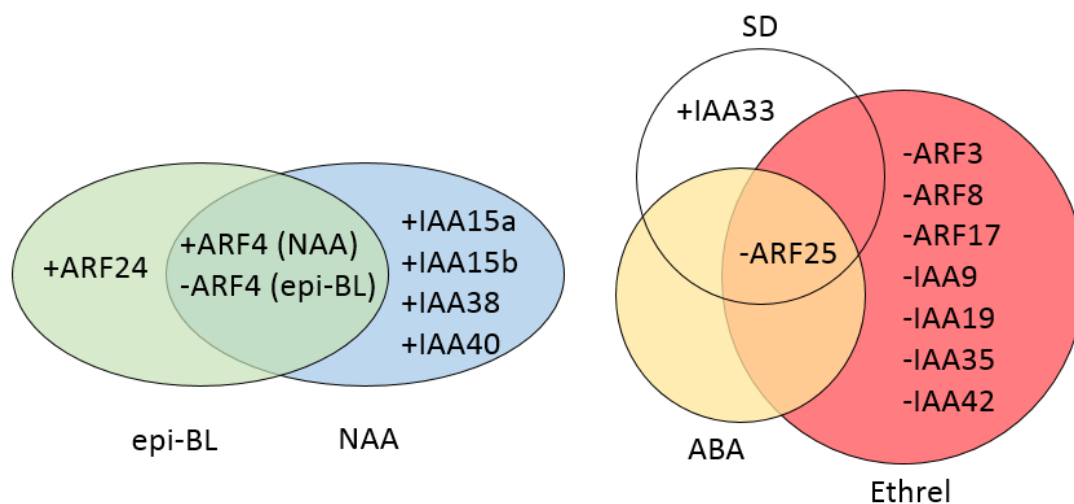 +ARF24
+ARF4 (NAA)
-ARF4 (epi-BL)
+IAA15a
+IAA15b
+IAA38
+IAA40
epi-BL
NAA
SD
+IAA33
-ARF25
-ARF3
-ARF8
-ARF17
-IAA9
-IAA19
-IAA35
-IAA42
ABA
Ethrel